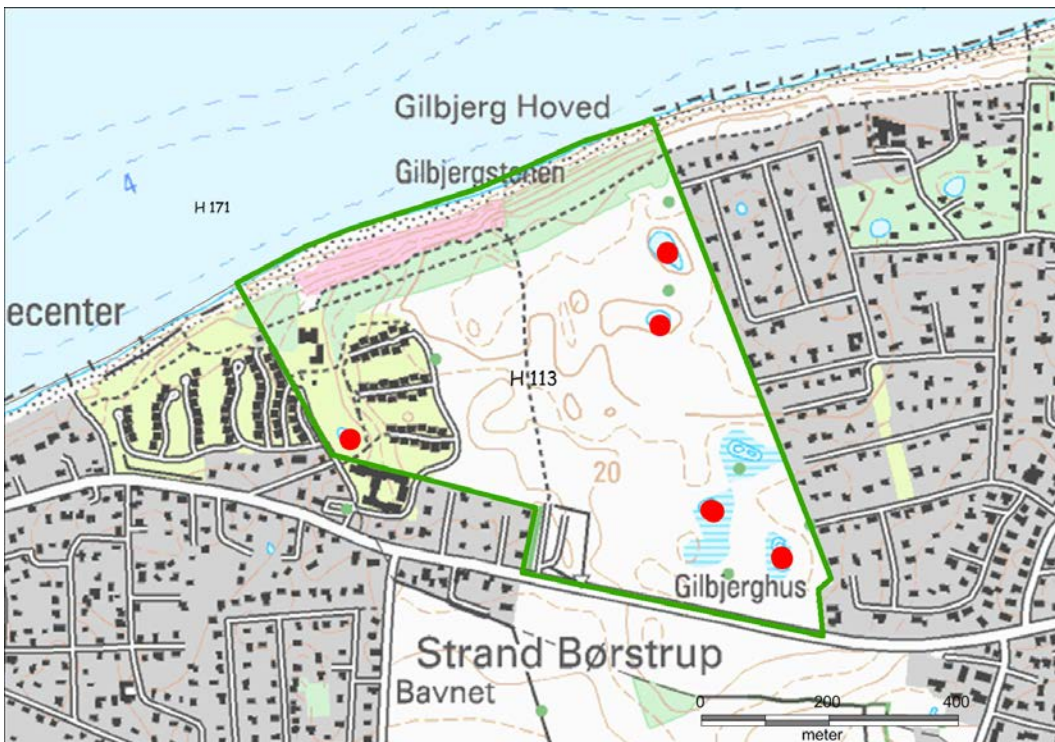 Gilbjerg Hoved
Gilbjergstenen
4
H 171
ecenter
H 113
20
Gilbjerghus
Strand Børstrup
Bavnet
0 200 400
meter